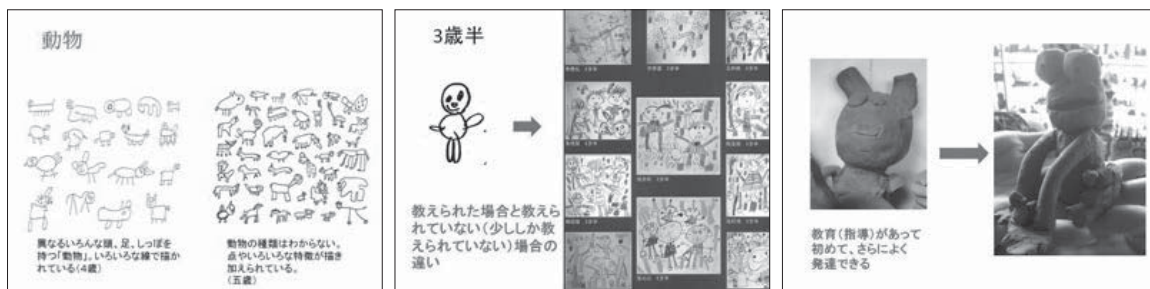 動物
異なるいろんな頭、足、しっぽを
持つ「動物」。いろいろな線で描か
れている(4歳)
動物の種類はわからない。
点やいろいろな特徴が描き
加えられている。
(五歳)
3歳半
教えられた場合と教えら
れていない(少ししか教
えられていない)場合の
違い
教育(指導)があって
初めて、さらによく
発達できる